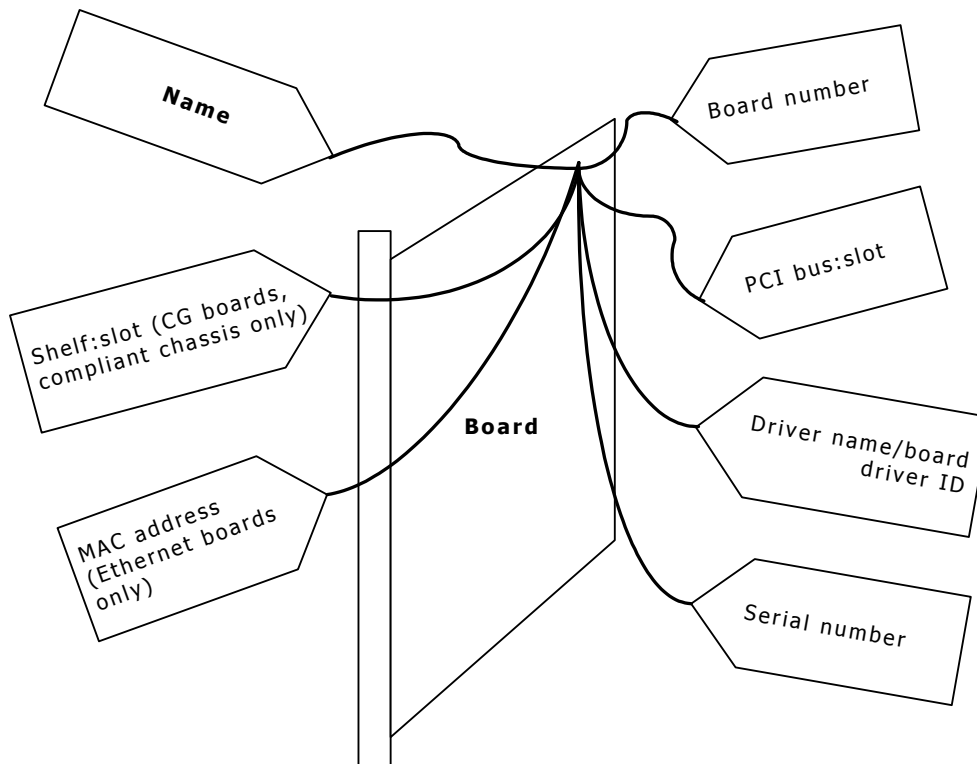 Name
Board number
PCI bus:slot
Shelf:slot (CG boards,
compliant chassis only)
Board
Driver name/board
driver ID
MAC address
(Ethernet boards
only)
Serial number